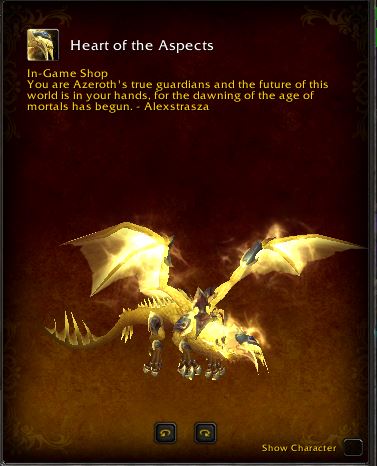 Heart of the Aspects
In-Game Shop
You are Azeroth's true guardians and the future of this
world is in your hands, for the dawning of the age of
mortals has begun. - Alexstrasza
Show Character